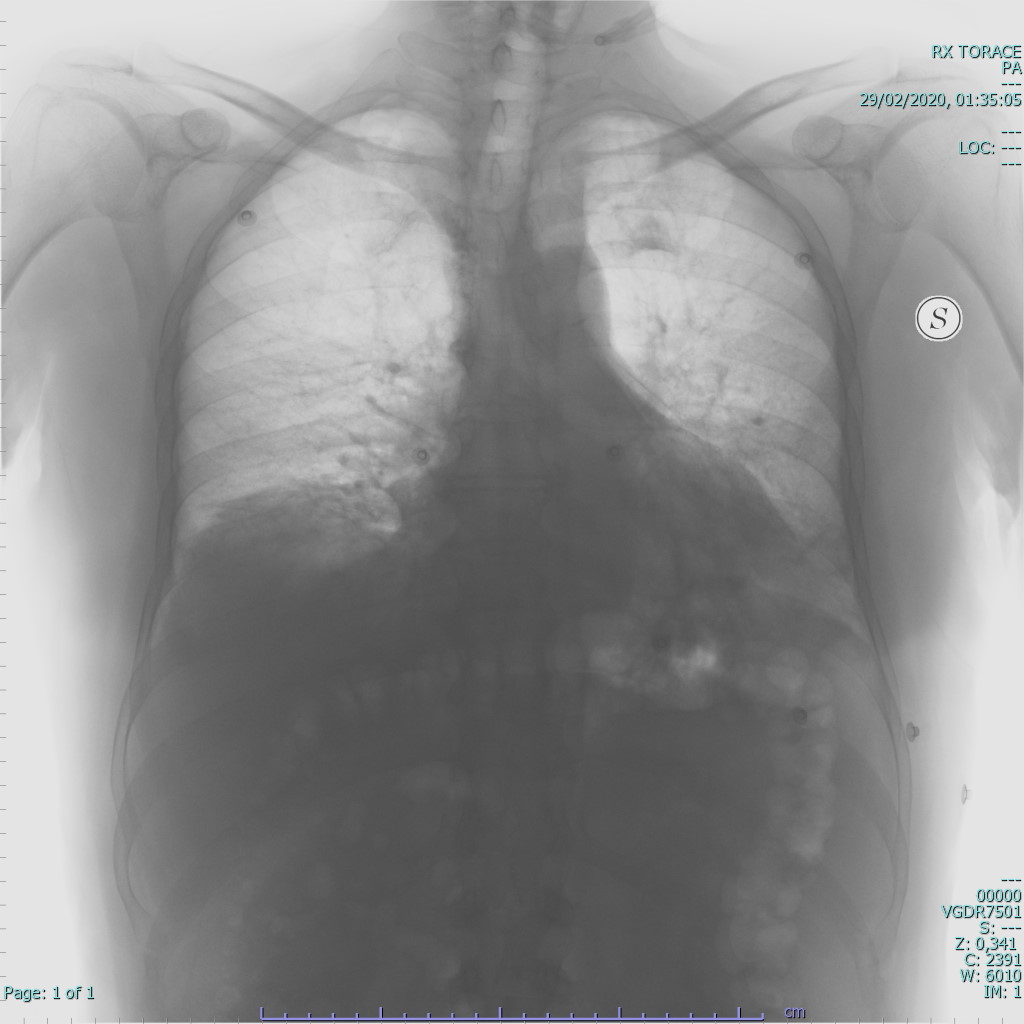 RX TORACE
PA
---
29/02/2020, 01:35:05
---
LOC: ---
---
S
---
00000
VGDR7501
S: ---
Z: 0,341
C: 2391
W: 6010
IM: 1
Page: 1 of 1
cm